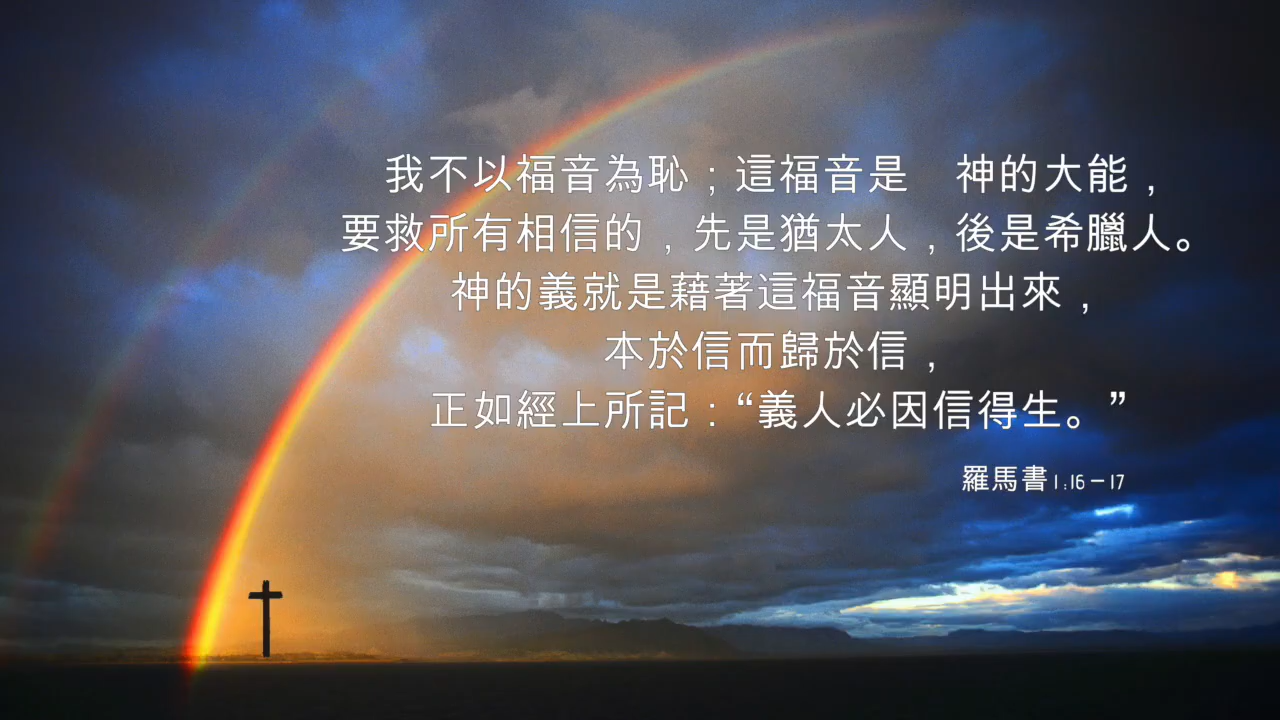 我不以福音為恥；這福音是　神的大能，
要救所有相信的，先是猶太人，後是希臘人。
神的義就是藉著這福音顯明出來，
本於信而歸於信，
正如經上所記：“義人必因信得生。”
羅馬書1:16-17